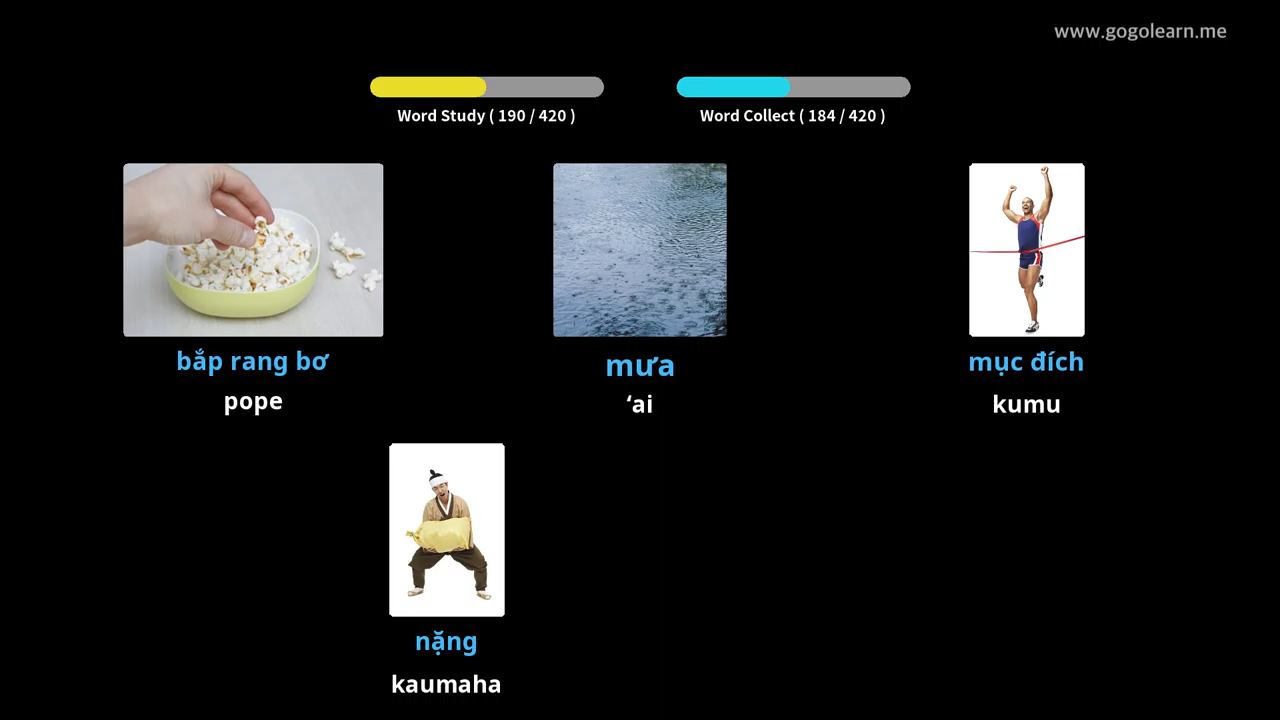 www.gogolearn.me
Word Study ( 190 / 420 )
Word Collect ( 184 / 420 )
bắp rang bơ
pope
mưa
‘ai
mục đích
kumu
nặng
kaumaha